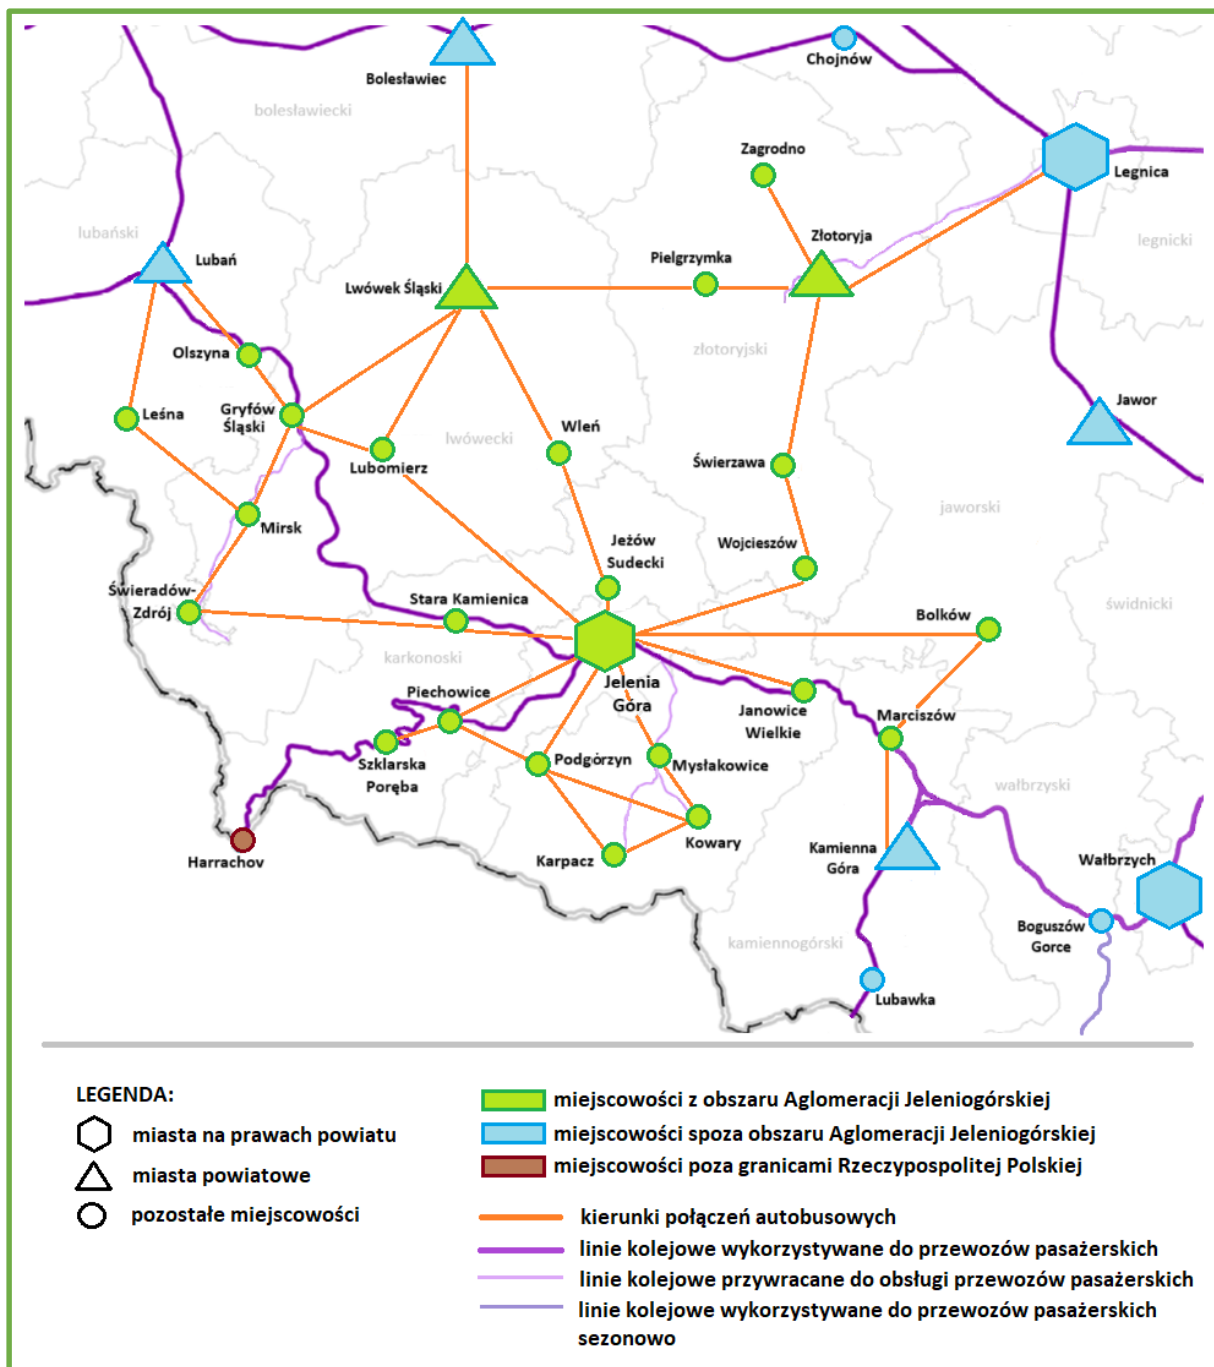 Chojnów
Bolesławiec
bolesławiecki
Zagrodno
Legnica
lubański
Lubań
Złotoryja
legnicki
Pielgrzymka
Lwówek Śląski
Olszyna
złotoryjski
Leśna
Gryfów
Śląski
Jawor
Wleń
lwówecki
Lubomierz
Świerzawa
jaworski
Mirsk
Jeżów
Sudecki
Wojcieszów
Świeradów-
Zdrój
Stara Kamienica
Bolków
świdnicki
karkonoski
Jelenia
Góra
Piechowice
Janowice
Wielkie
Marciszów
Szklarska
Poręba
Podgórzyn
Mysłakowice
wałbrzyski
Harrachov
Karpacz
Kowary
Kamienna
Góra
Wałbrzych
kamiennogórski
Boguszów
Gorce
Lubawka
LEGENDA:
miasta na prawach powiatu
miasta powiatowe
pozostałe miejscowości
miejscowości z obszaru Aglomeracji Jeleniogórskiej
miejscowości spoza obszaru Aglomeracji Jeleniogórskiej
miejscowości poza granicami Rzeczypospolitej Polskiej
kierunki połączeń autobusowych
linie kolejowe wykorzystywane do przewozów pasażerskich
linie kolejowe przywracane do obsługi przewozów pasażerskich
linie kolejowe wykorzystywane do przewozów pasażerskich
sezonowo